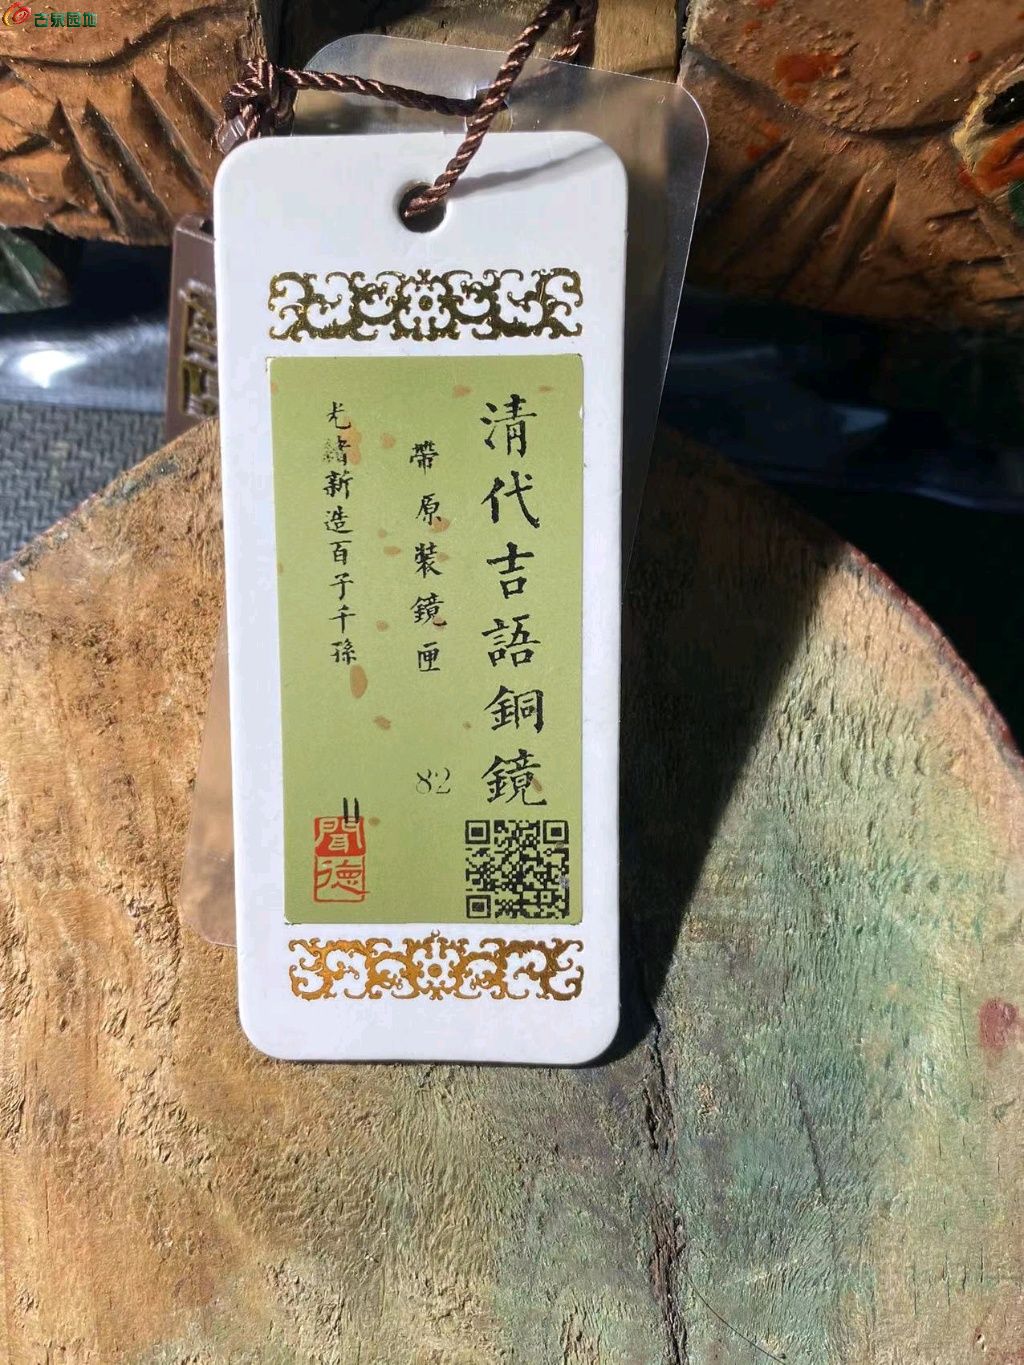 古泉园地
清代吉語銅鏡
帶原裝鏡匣
82
光緒新造百子千孫
聞德